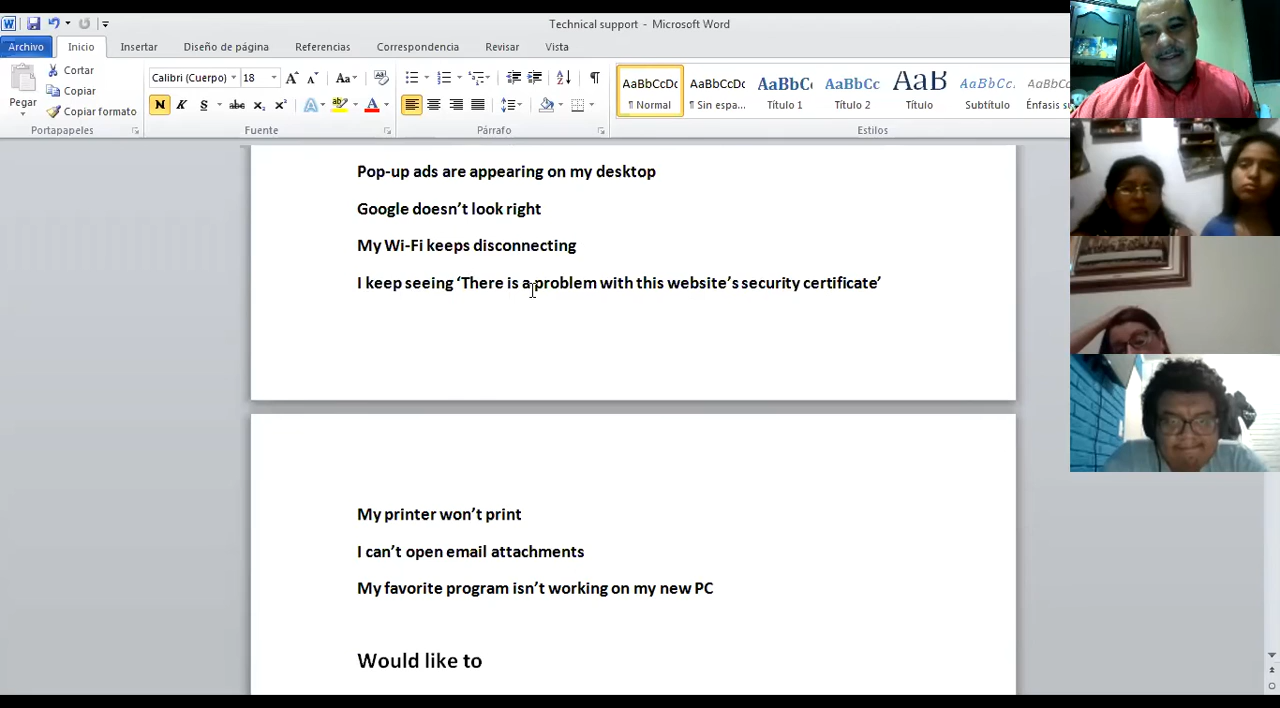 Technical support - Microsoft Word
Archivo Inicio Insertar Diseño de página Referencias Correspondencia Revisar Vista
Pegar
Cortar
Copiar
Copiar formato
Portapapeles
Calibri (Cuerpo) 18
Fuente
Párrafo
AaBbCcDc AaBbCcDc AaBbC AaBbCc AaB AaBbCc. AaBbCcDc
¶ Normal ¶ Sin espa... Título 1 Título 2 Título Subtítulo Énfasis su
Estilos
Pop-up ads are appearing on my desktop
Google doesn’t look right
My Wi-Fi keeps disconnecting
I keep seeing ‘There is a problem with this website’s security certificate’
My printer won’t print
I can’t open email attachments
My favorite program isn’t working on my new PC
Would like to